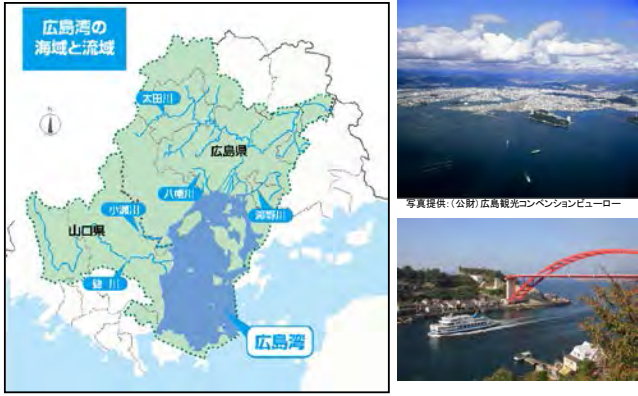 広島湾の
海域と流域
N
太田川
広島県
八幡川
小瀬川
瀬野川
山口県
錦 川
広島湾
写真提供:(公財)広島観光コンベンションビューロー